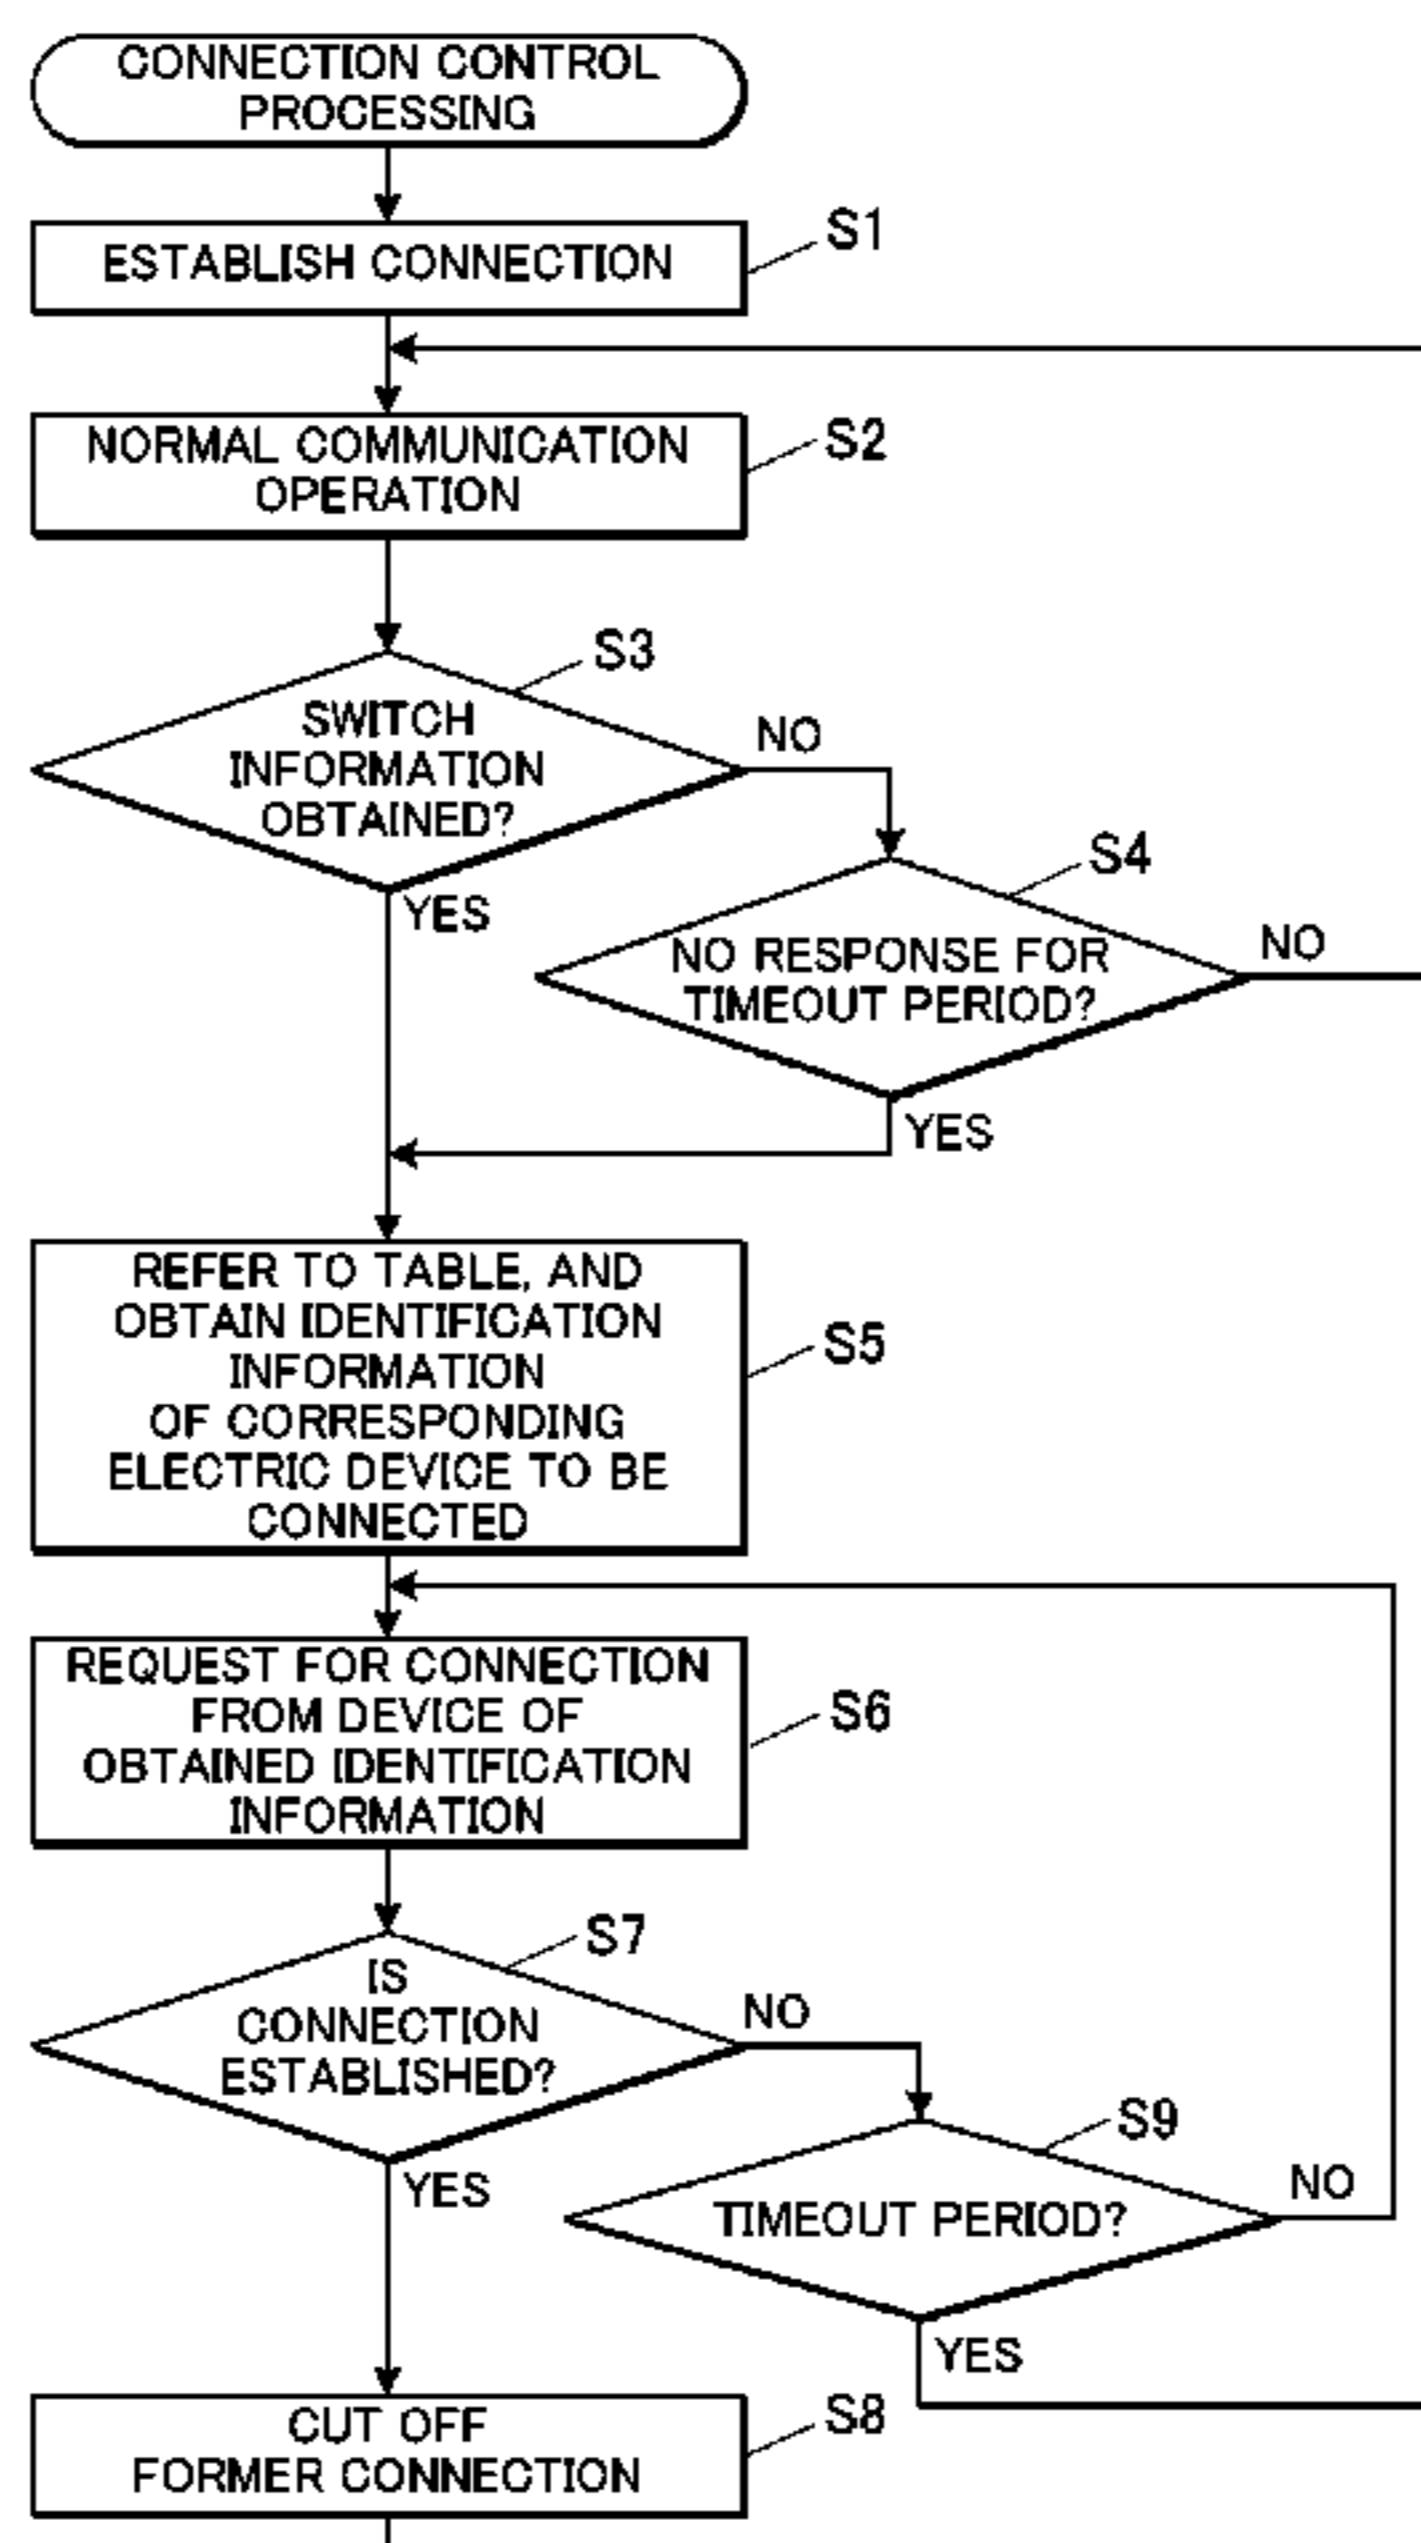 CONNECTION CONTROL
PROCESSING
ESTABLISH CONNECTION
S1
NORMAL COMMUNICATION
OPERATION
S2
S3
SWITCH
INFORMATION
OBTAINED?
NO
YES
S4
NO RESPONSE FOR
TIMEOUT PERIOD?
NO
YES
REFER TO TABLE, AND
OBTAIN IDENTIFICATION
INFORMATION
OF CORRESPONDING
ELECTRIC DEVICE TO BE
CONNECTED
S5
REQUEST FOR CONNECTION
FROM DEVICE OF
OBTAINED IDENTIFICATION
INFORMATION
S6
S7
IS
CONNECTION
ESTABLISHED?
NO
YES
S9
TIMEOUT PERIOD?
NO
YES
CUT OFF
FORMER CONNECTION
S8